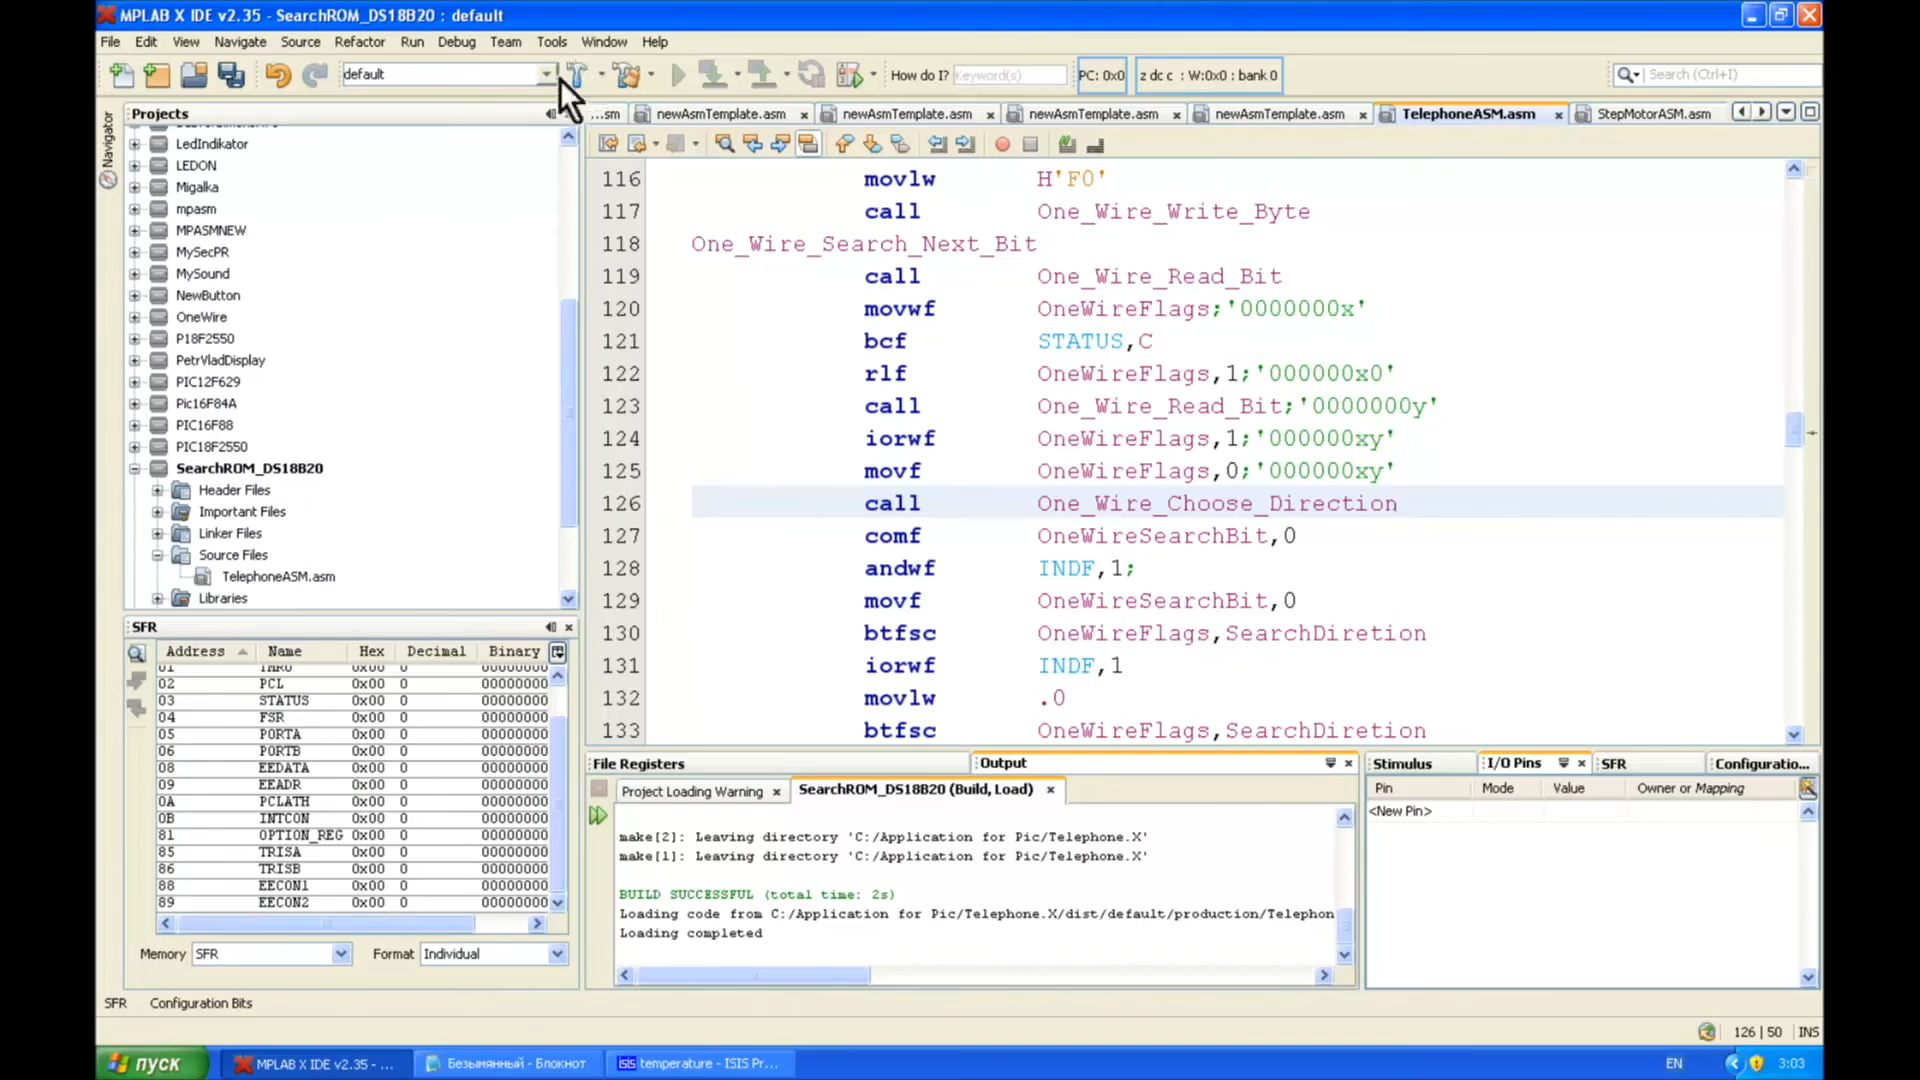 MPLAB X IDE v2.35 - SearchROM_DS18B20 : default
File Edit View Navigate Source Refactor Run Debug Team Tools Window Help
default How do I? Keyword(s) PC: 0x0 z dc c : W:0x0 : bank 0 Search (Ctrl+I)
Navigator
Projects
LedIndikator
LEDON
Migalka
mpasm
MPASMNEW
MySecPR
MySound
NewButton
OneWire
P18F2550
PetrVladDisplay
PIC12F629
Pic16F84A
PIC16F88
PIC18F2550
SearchROM_DS18B20
Header Files
Important Files
Linker Files
Source Files
TelephoneASM.asm
Libraries
...sm newAsmTemplate.asm newAsmTemplate.asm newAsmTemplate.asm newAsmTemplate.asm TelephoneASM.asm StepMotorASM.asm
116 movlw H'F0'
117 call One_Wire_Write_Byte
118 One_Wire_Search_Next_Bit
119 call One_Wire_Read_Bit
120 movwf OneWireFlags;'0000000x'
121 bcf STATUS,C
122 rlf OneWireFlags,1;'000000x0'
123 call One_Wire_Read_Bit;'0000000y'
124 iorwf OneWireFlags,1;'000000xy'
125 movf OneWireFlags,0;'000000xy'
126 call One_Wire_Choose_Direction
127 comf OneWireSearchBit,0
128 andwf INDF,1;
129 movf OneWireSearchBit,0
130 btfsc OneWireFlags,SearchDiretion
131 iorwf INDF,1
132 movlw .0
133 btfsc OneWireFlags,SearchDiretion
SFR
Address Name Hex Decimal Binary
01 TMR0 0x00 0 00000000
02 PCL 0x00 0 00000000
03 STATUS 0x00 0 00000000
04 FSR 0x00 0 00000000
05 PORTA 0x00 0 00000000
06 PORTB 0x00 0 00000000
08 EEDATA 0x00 0 00000000
09 EEADR 0x00 0 00000000
0A PCLATH 0x00 0 00000000
0B INTCON 0x00 0 00000000
81 OPTION_REG 0x00 0 00000000
85 TRISA 0x00 0 00000000
86 TRISB 0x00 0 00000000
88 EECON1 0x00 0 00000000
89 EECON2 0x00 0 00000000
Memory SFR Format Individual
File Registers Output
Project Loading Warning SearchROM_DS18B20 (Build, Load)
make[2]: Leaving directory 'C:/Application for Pic/Telephone.X'
make[1]: Leaving directory 'C:/Application for Pic/Telephone.X'
BUILD SUCCESSFUL (total time: 2s)
Loading code from C:/Application for Pic/Telephone.X/dist/default/production/Telephon
Loading completed
Stimulus I/O Pins SFR Configuratio...
Pin Mode Value Owner or Mapping
<New Pin>
SFR Configuration Bits
126 | 50 INS
пуск MPLAB X IDE v2.35 - ... Безымянный - Блокнот ISIS temperature - ISIS Pr... EN 3:03